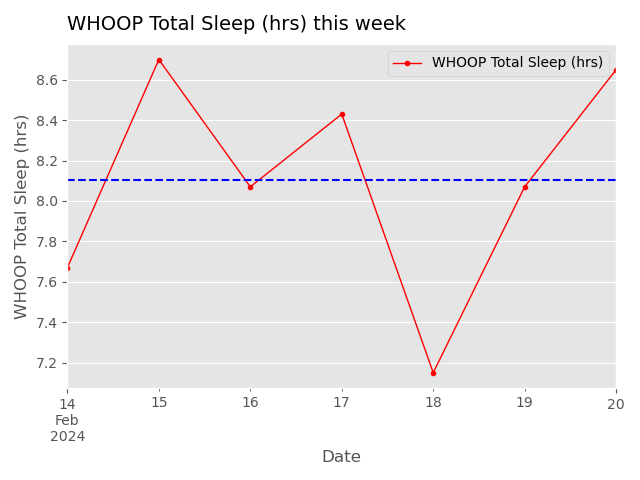 WHOOP Total Sleep (hrs) this week
WHOOP Total Sleep (hrs)
WHOOP Total Sleep (hrs)
8.6
8.4
8.2
8.0
7.8
7.6
7.4
7.2
14 15 16 17 18 19 20
Feb
2024
Date